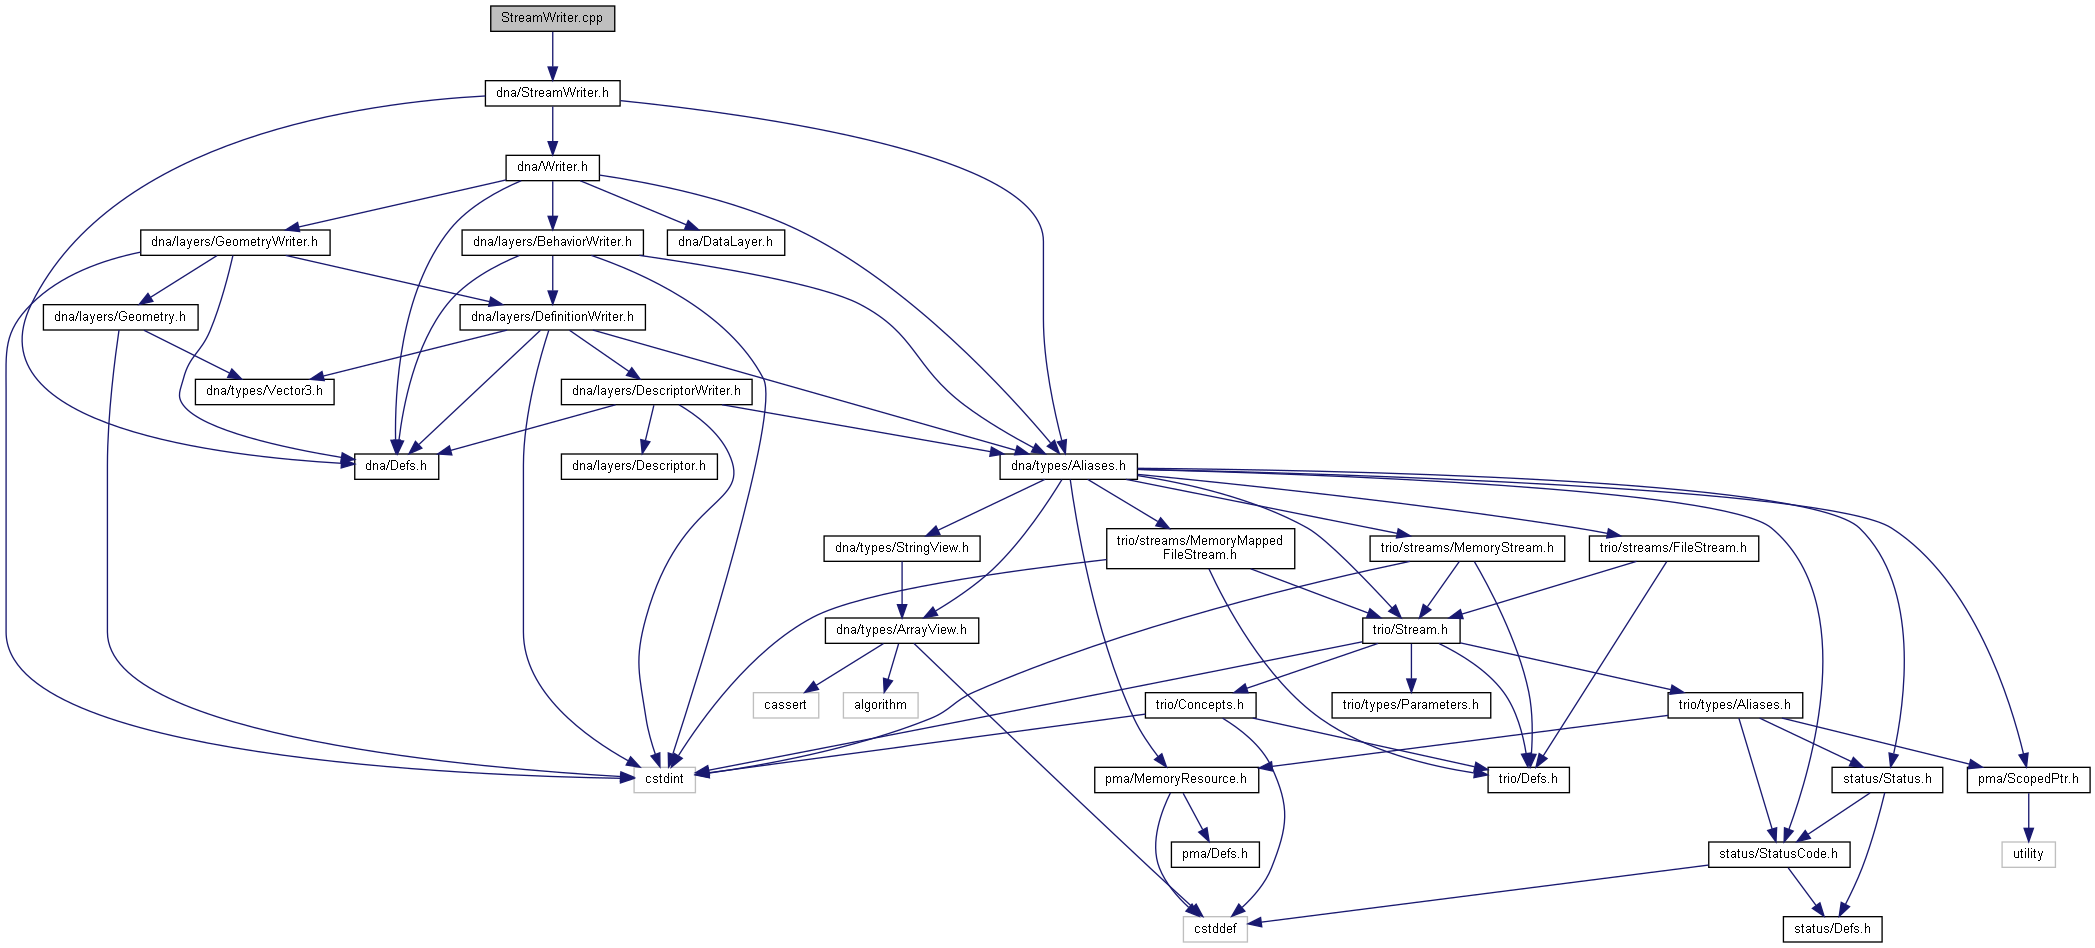 StreamWriter.cpp
dna/StreamWriter.h
dna/Writer.h
dna/layers/GeometryWriter.h
dna/layers/BehaviorWriter.h
dna/DataLayer.h
dna/layers/Geometry.h
dna/layers/DefinitionWriter.h
dna/types/Vector3.h
dna/layers/DescriptorWriter.h
dna/Defs.h
dna/layers/Descriptor.h
dna/types/Aliases.h
dna/types/StringView.h
trio/streams/MemoryMapped
FileStream.h
trio/streams/MemoryStream.h
trio/streams/FileStream.h
dna/types/ArrayView.h
trio/Stream.h
cassert
algorithm
trio/Concepts.h
trio/types/Parameters.h
trio/types/Aliases.h
cstdint
pma/MemoryResource.h
trio/Defs.h
status/Status.h
pma/ScopedPtr.h
pma/Defs.h
status/StatusCode.h
utility
cstddef
status/Defs.h